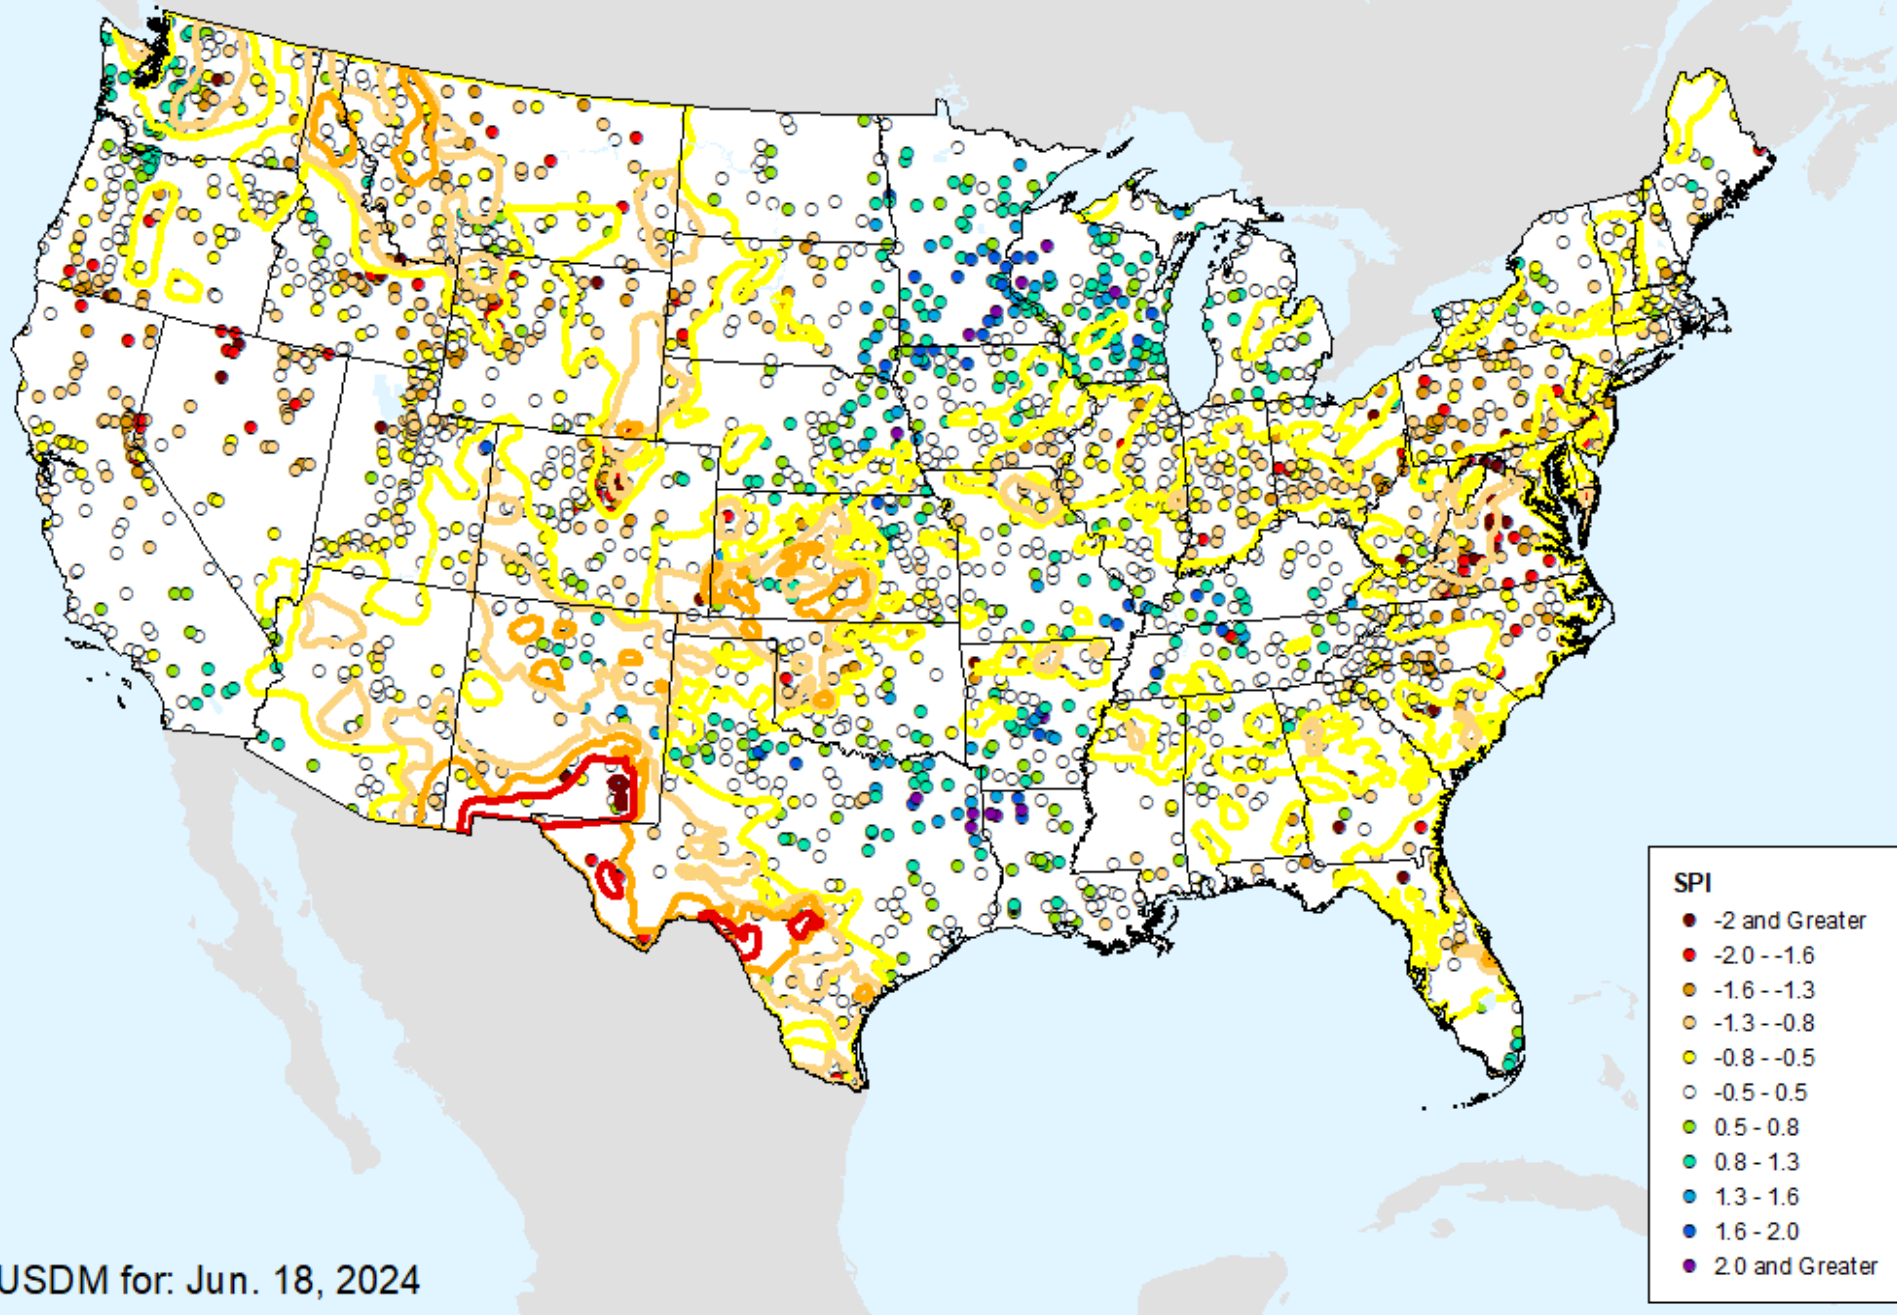 SPI
-2 and Greater
-2.0 - -1.6
-1.6 - -1.3
-1.3 - -0.8
-0.8 - -0.5
-0.5 - 0.5
0.5 - 0.8
0.8 - 1.3
1.3 - 1.6
1.6 - 2.0
2.0 and Greater
USDM for: Jun. 18, 2024